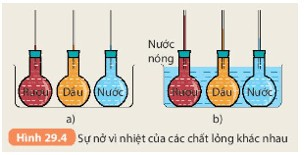 Nước
nóng
Rượu Dầu Nước Rượu Dầu Nước
a) b)
Hình 29.4 Sự nở vì nhiệt của các chất lỏng khác nhau